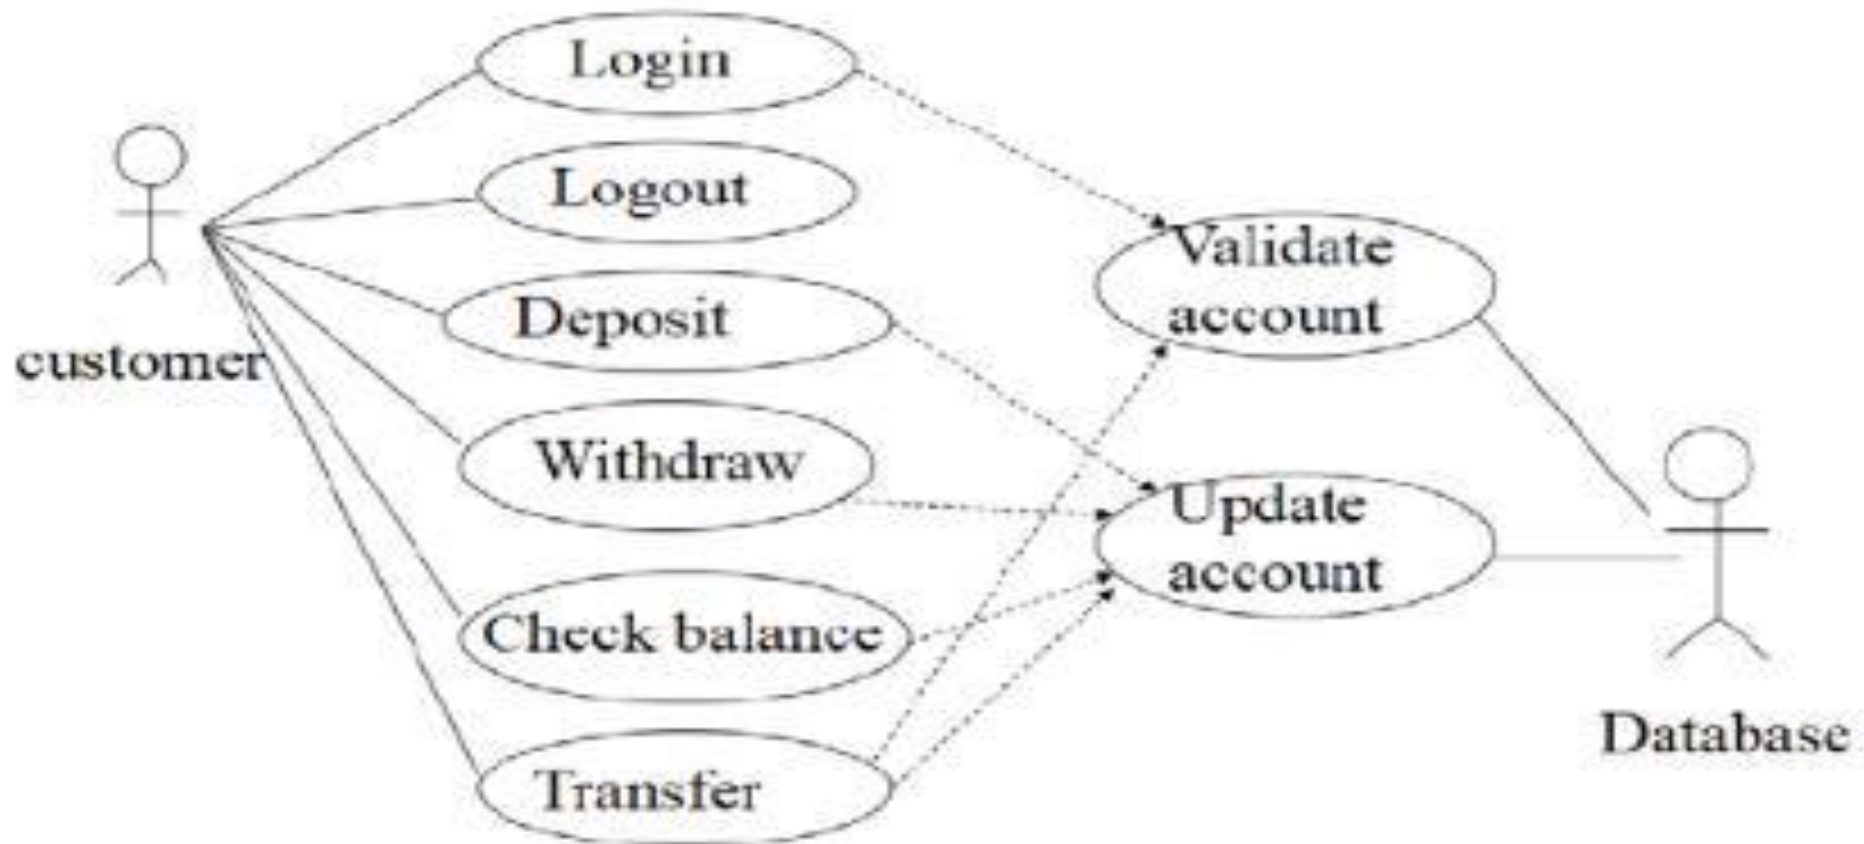 Login
Logout
Deposit
Withdraw
Check balance
Transfer
customer
Validate
account
Update
account
Database